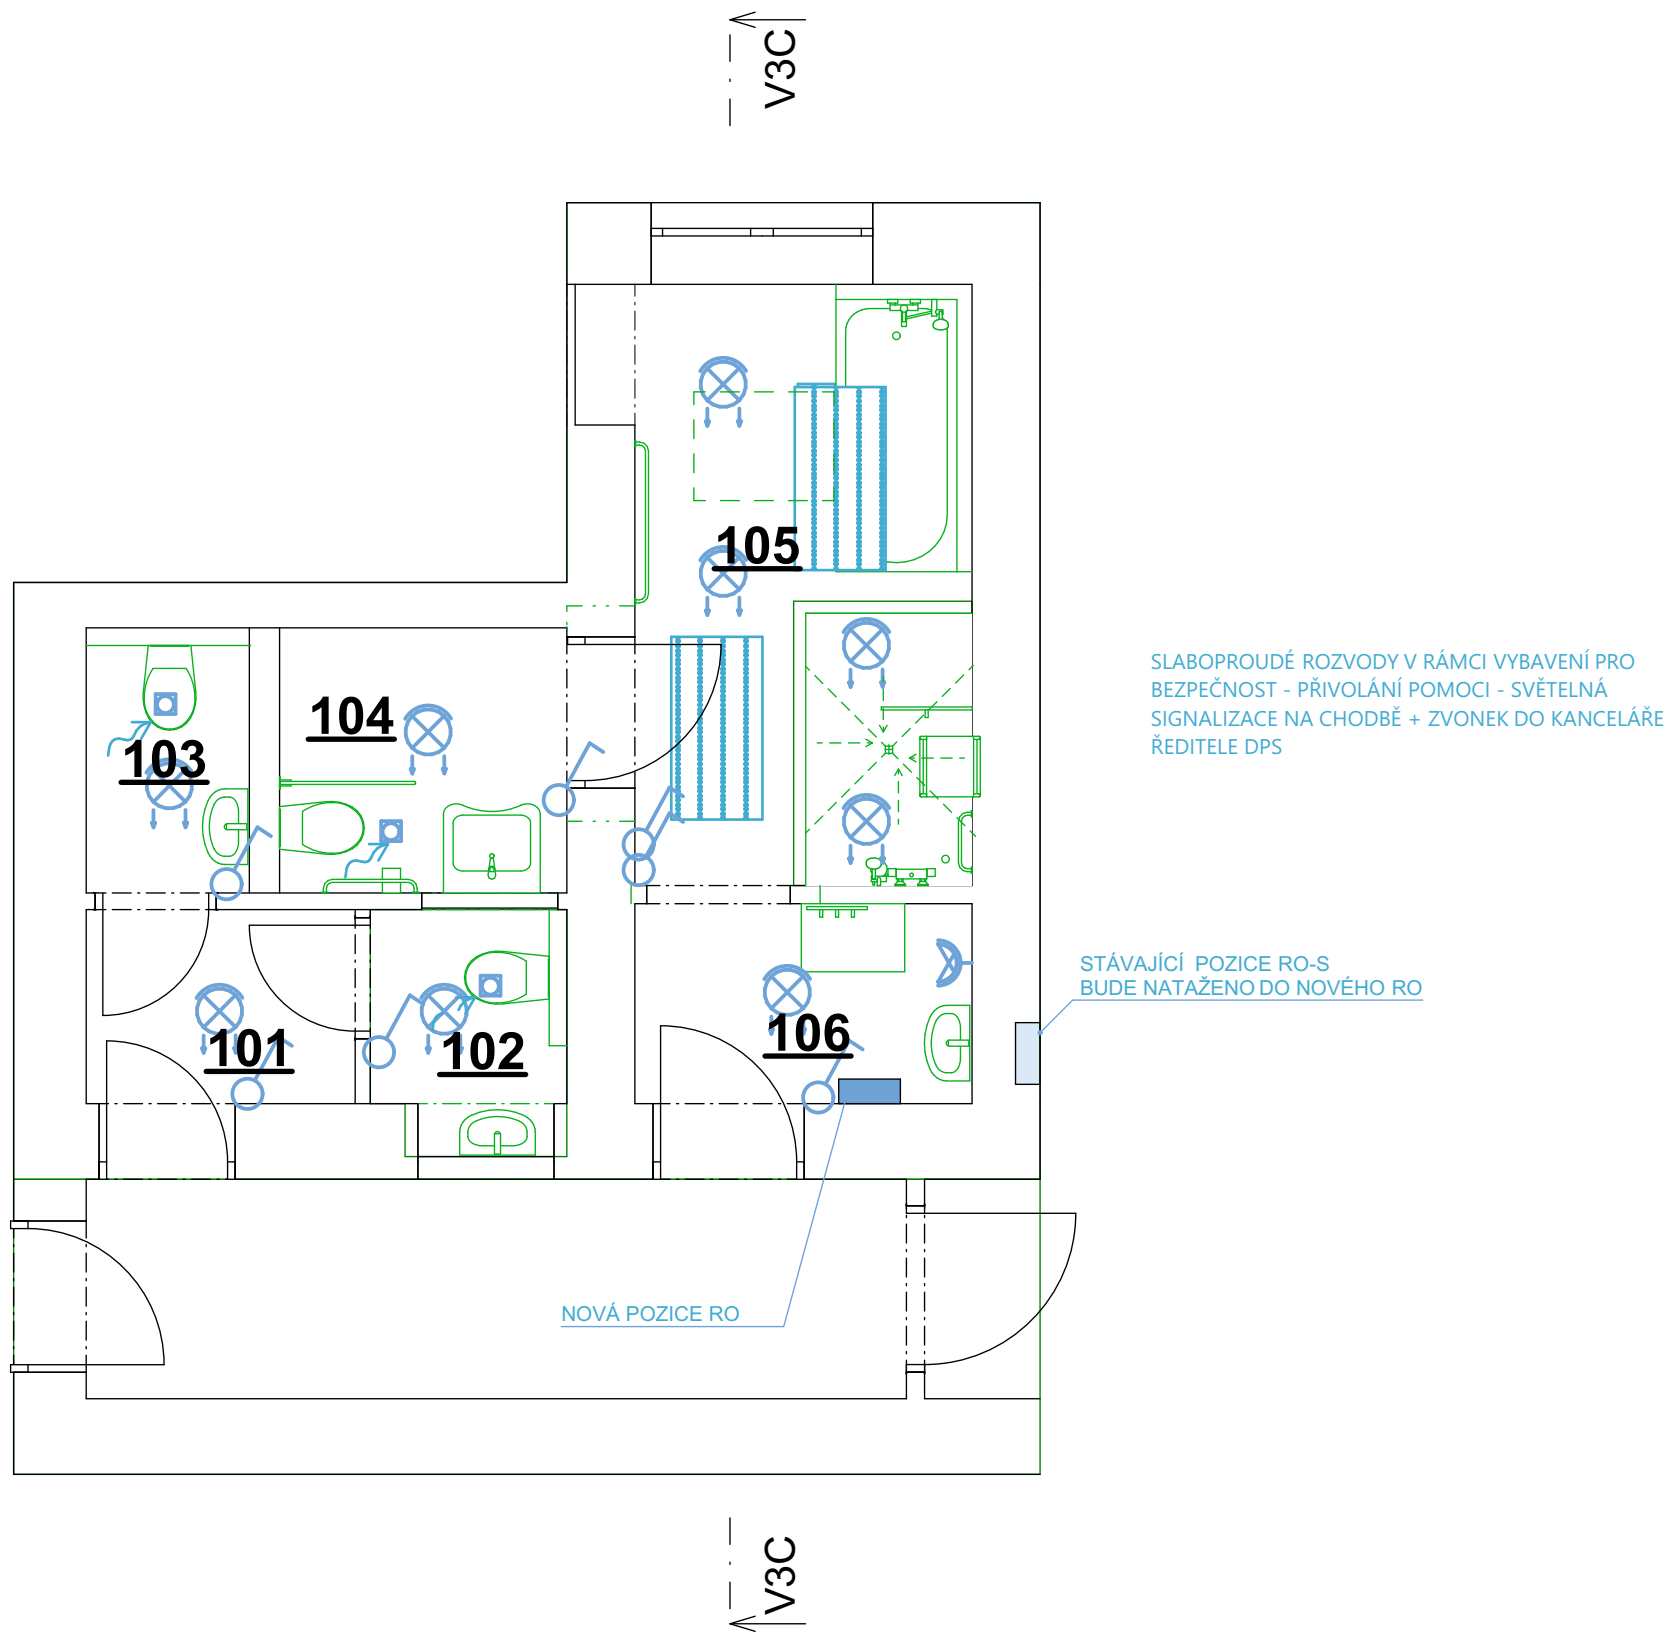 V3C
105
104
103
SLABOPROUDÉ ROZVODY V RÁMCI VYBAVENÍ PRO
BEZPEČNOST - PŘIVOLÁNÍ POMOCI - SVĚTELNÁ
SIGNALIZACE NA CHODBĚ + ZVONEK DO KANCELÁŘE
ŘEDITELE DPS
STÁVAJÍCÍ  POZICE RO-S
BUDE NATAŽENO DO NOVÉHO RO
101
102
106
NOVÁ POZICE RO
V3C